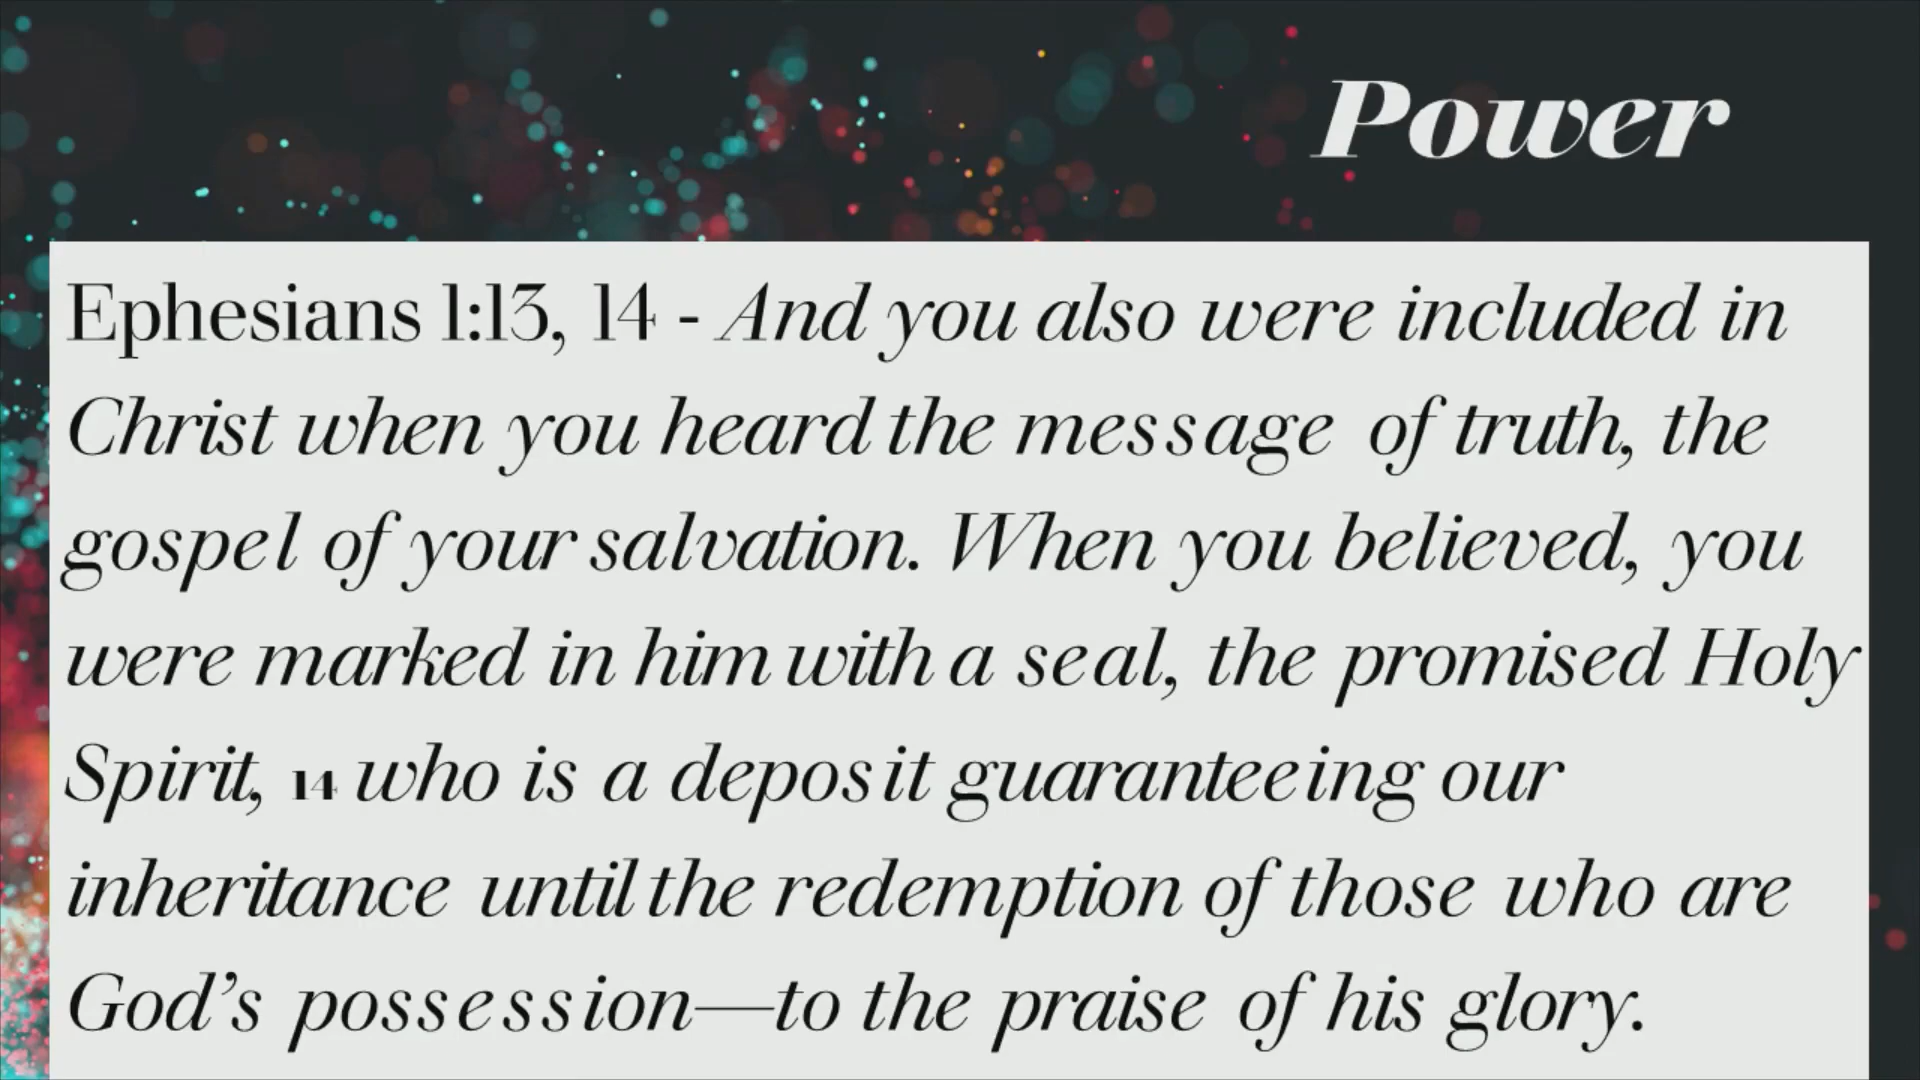 Power
Ephesians 1:13, 14 - And you also were included in
Christ when you heard the message of truth, the
gospel of your salvation. When you believed, you
were marked in him with a seal, the promised Holy
Spirit, 14 who is a deposit guaranteeing our
inheritance until the redemption of those who are
God’s possession—to the praise of his glory.